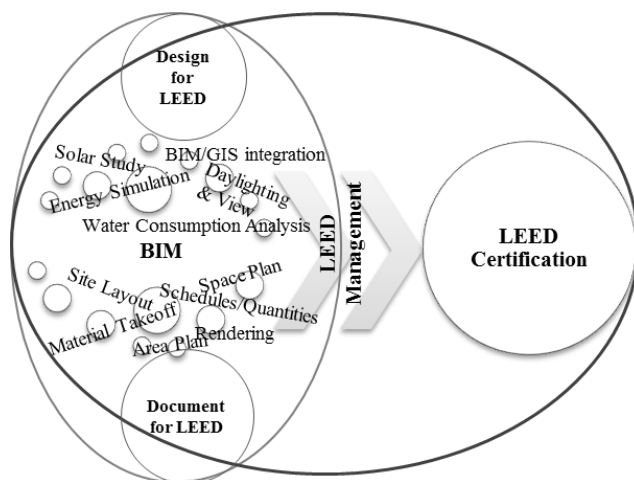 Design
for
LEED
Solar Study
BIM/GIS integration
Energy Simulation
Daylighting
& View
Water Consumption Analysis
BIM
LEED
Management
LEED
Certification
Site Layout
Space Plan
Schedules/Quantities
Material Takeoff
Rendering
Area Plan
Document
for LEED